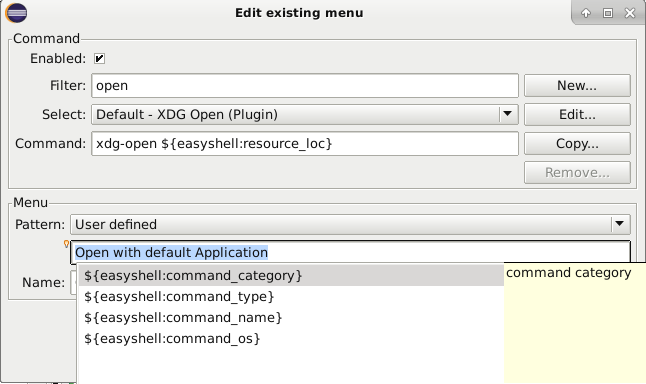 Edit existing menu
Command
Enabled:
Filter: open New...
Select: Default - XDG Open (Plugin) Edit...
Command: xdg-open ${easyshell:resource_loc} Copy...
Remove...
Menu
Pattern: User defined
Open with default Application
Name:
${easyshell:command_category} command category
${easyshell:command_type}
${easyshell:command_name}
${easyshell:command_os}